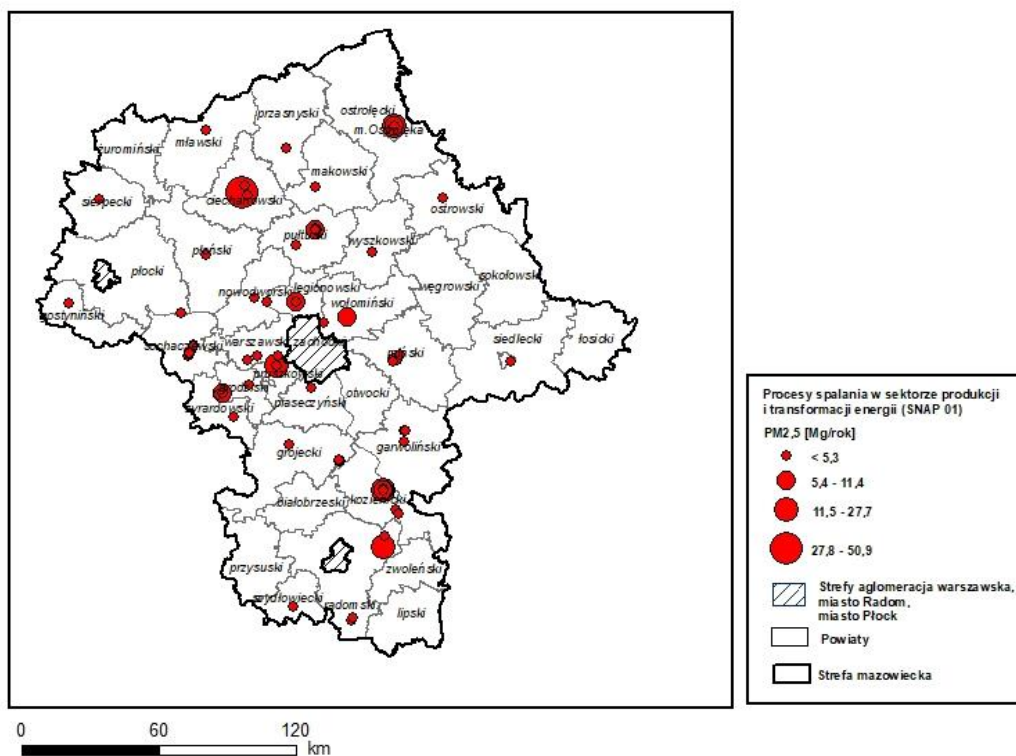 ostrołęcki
przasnyski
m.Ostrołęka
mławski
żuromiński
makowski
ciechanowski
sierpecki
ostrowski
pułtuski
wyszkowski
płoński
sokołowski
płocki
węgrowski
nowodworski
legionowski
wołomiński
gostyniński
sochaczewski
warszawski
zachodni
siedlecki
łosicki
miński
pruszkowski
grodziski
otwocki
żyrardowski
piaseczyński
garwoliński
grójecki
białobrzeski
kozienicki
przysuski
zwoleński
szydłowiecki
radomski
lipski
Procesy spalania w sektorze produkcji
i transformacji energii (SNAP 01)
PM2,5 [Mg/rok]
< 5,3
5,4 - 11,4
11,5 - 27,7
27,8 - 50,9
Strefy aglomeracja warszawska,
miasto Radom,
miasto Płock
Powiaty
Strefa mazowiecka
0 60 120
km